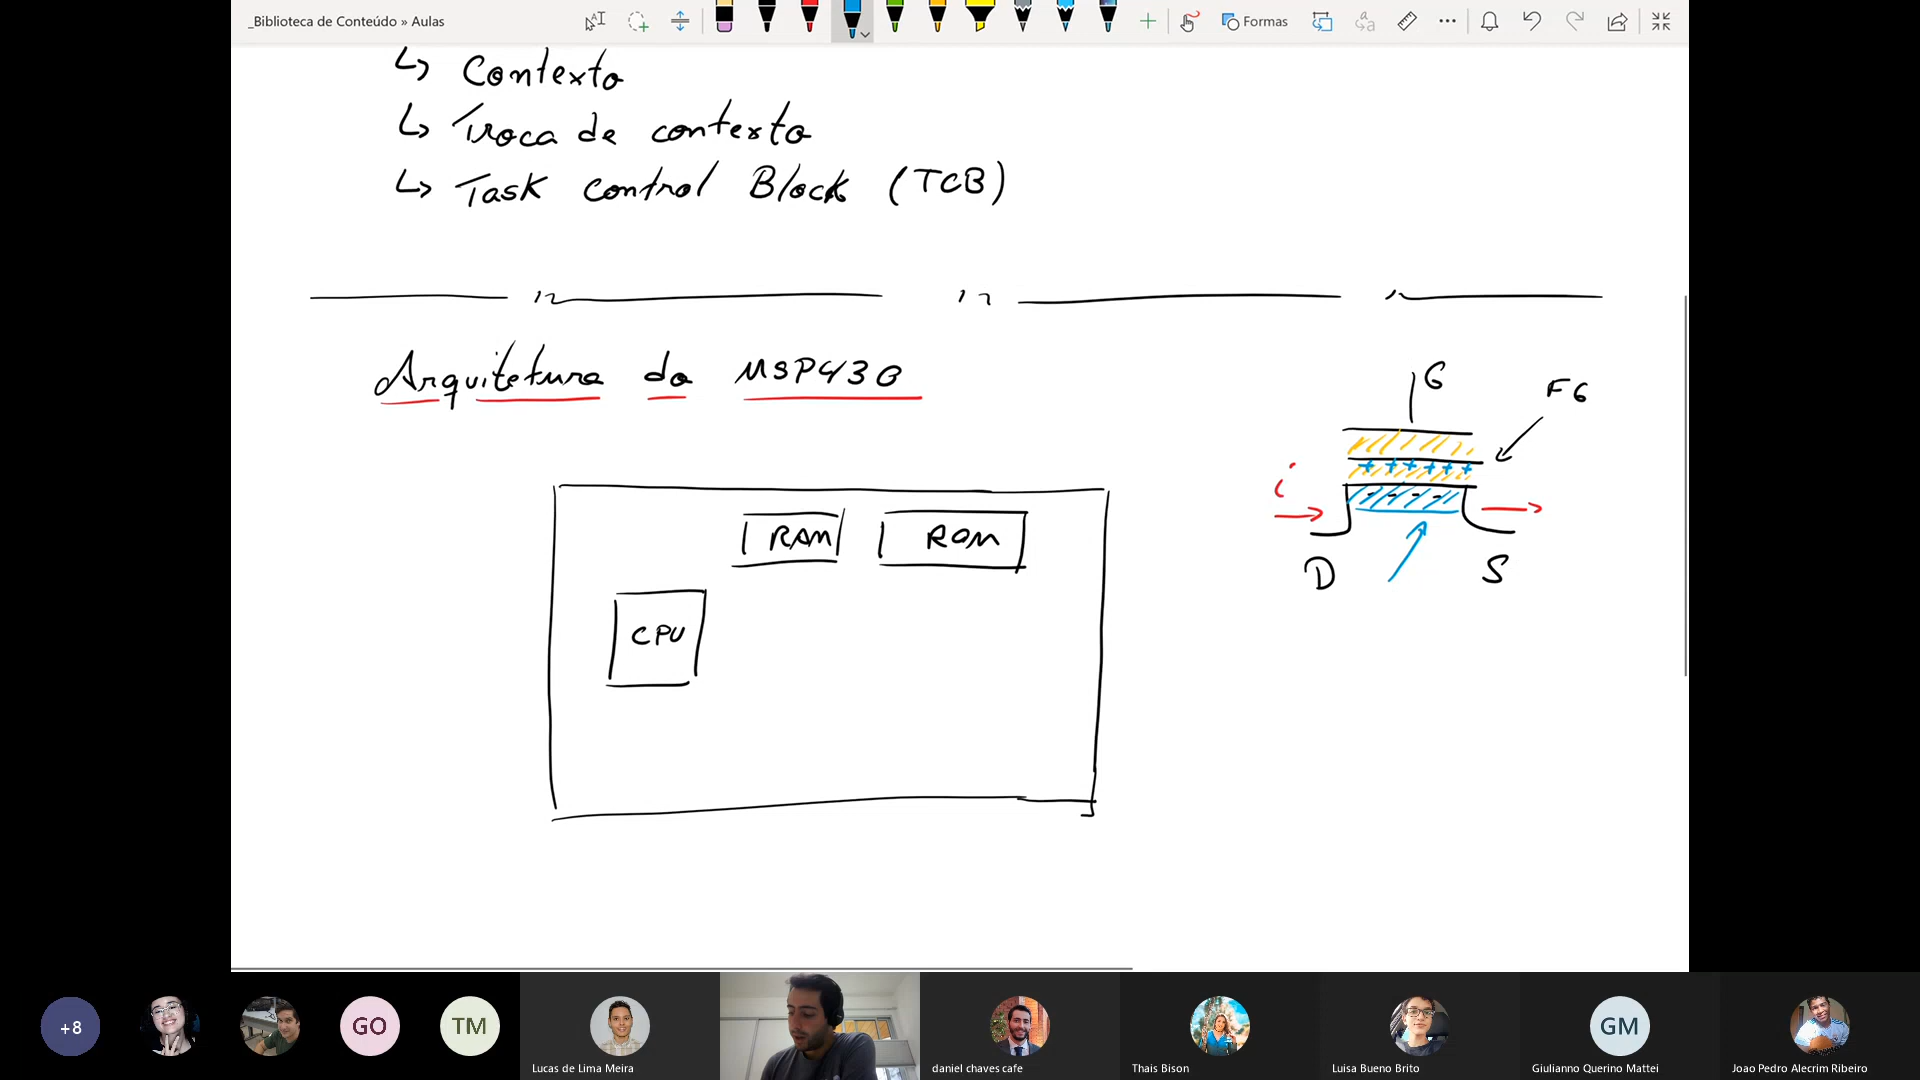 _Biblioteca de Conteúdo » Aulas
Formas
↳ Contexto
↳ Troca de contexto
↳ Task control Block (TCB)
Arquitetura do MSP430
G
FG
i
RAM
ROM
D
S
CPU
+8
GO
TM
GM
Lucas de Lima Meira
daniel chaves cafe
Thais Bison
Luisa Bueno Brito
Giulianno Querino Mattei
Joao Pedro Alecrim Ribeiro